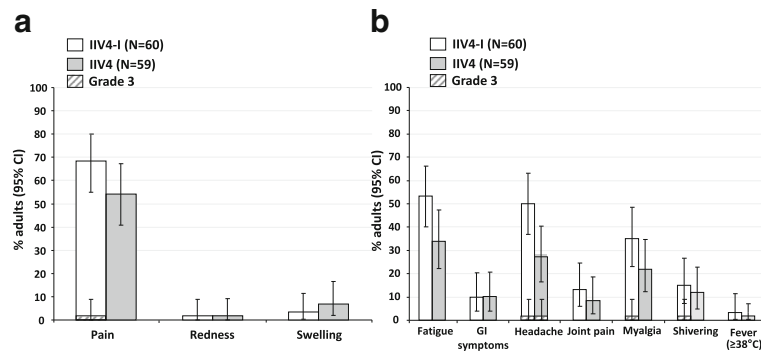 a
IIV4-I (N=60)
IIV4 (N=59)
Grade 3
% adults (95% CI)
100
90
80
70
60
50
40
30
20
10
0
Pain Redness Swelling
b
IIV4-I (N=60)
IIV4 (N=59)
Grade 3
% adults (95% CI)
100
90
80
70
60
50
40
30
20
10
0
Fatigue GI Headache Joint pain Myalgia Shivering Fever
symptoms (≥38°C)